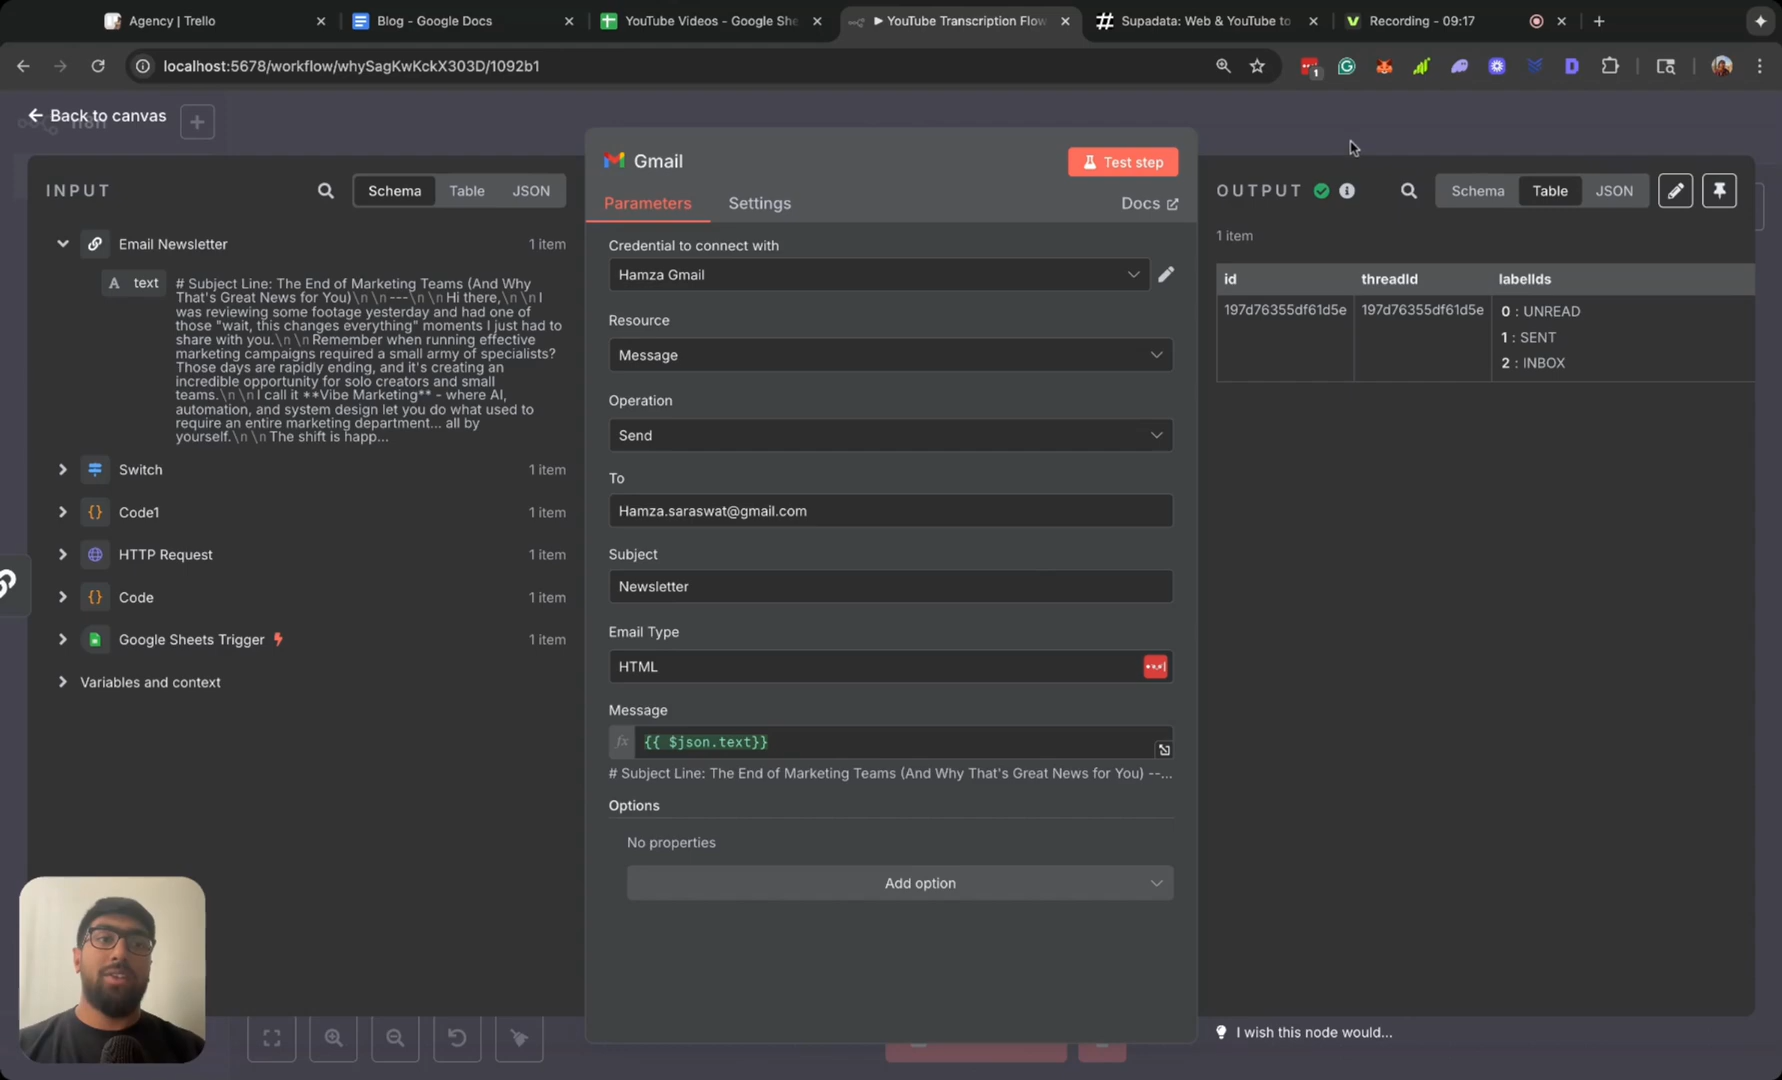 Agency | Trello
Blog - Google Docs
YouTube Videos - Google She
▶ YouTube Transcription Flow
Supadata: Web & YouTube to
Recording - 09:17
localhost:5678/workflow/whySagKwKckX303D/1092b1
1
Back to canvas
INPUT
Schema
Table
JSON
Email Newsletter
1 item
A text
# Subject Line: The End of Marketing Teams (And Why
That's Great News for You)\n\n---\n\nHi there,\n\nI
was reviewing some footage yesterday and had one of
those "wait, this changes everything" moments I just had to
share with you.\n\nRemember when running effective
marketing campaigns required a small army of specialists?
Those days are rapidly ending, and it's creating an
incredible opportunity for solo creators and small
teams.\n\nI call it **Vibe Marketing** - where AI,
automation, and system design let you do what used to
require an entire marketing department... all by
yourself.\n\nThe shift is happ...
Switch
1 item
{} Code1
1 item
HTTP Request
1 item
{} Code
1 item
Google Sheets Trigger
1 item
Variables and context
Gmail
Test step
Parameters
Settings
Docs
Credential to connect with
Hamza Gmail
Resource
Message
Operation
Send
To
Hamza.saraswat@gmail.com
Subject
Newsletter
Email Type
HTML
Message
fx {{ $json.text}}
# Subject Line: The End of Marketing Teams (And Why That's Great News for You) --...
Options
No properties
Add option
OUTPUT
Schema
Table
JSON
1 item
id threadId labelIds
197d76355df61d5e 197d76355df61d5e 0 : UNREAD
1 : SENT
2 : INBOX
I wish this node would...